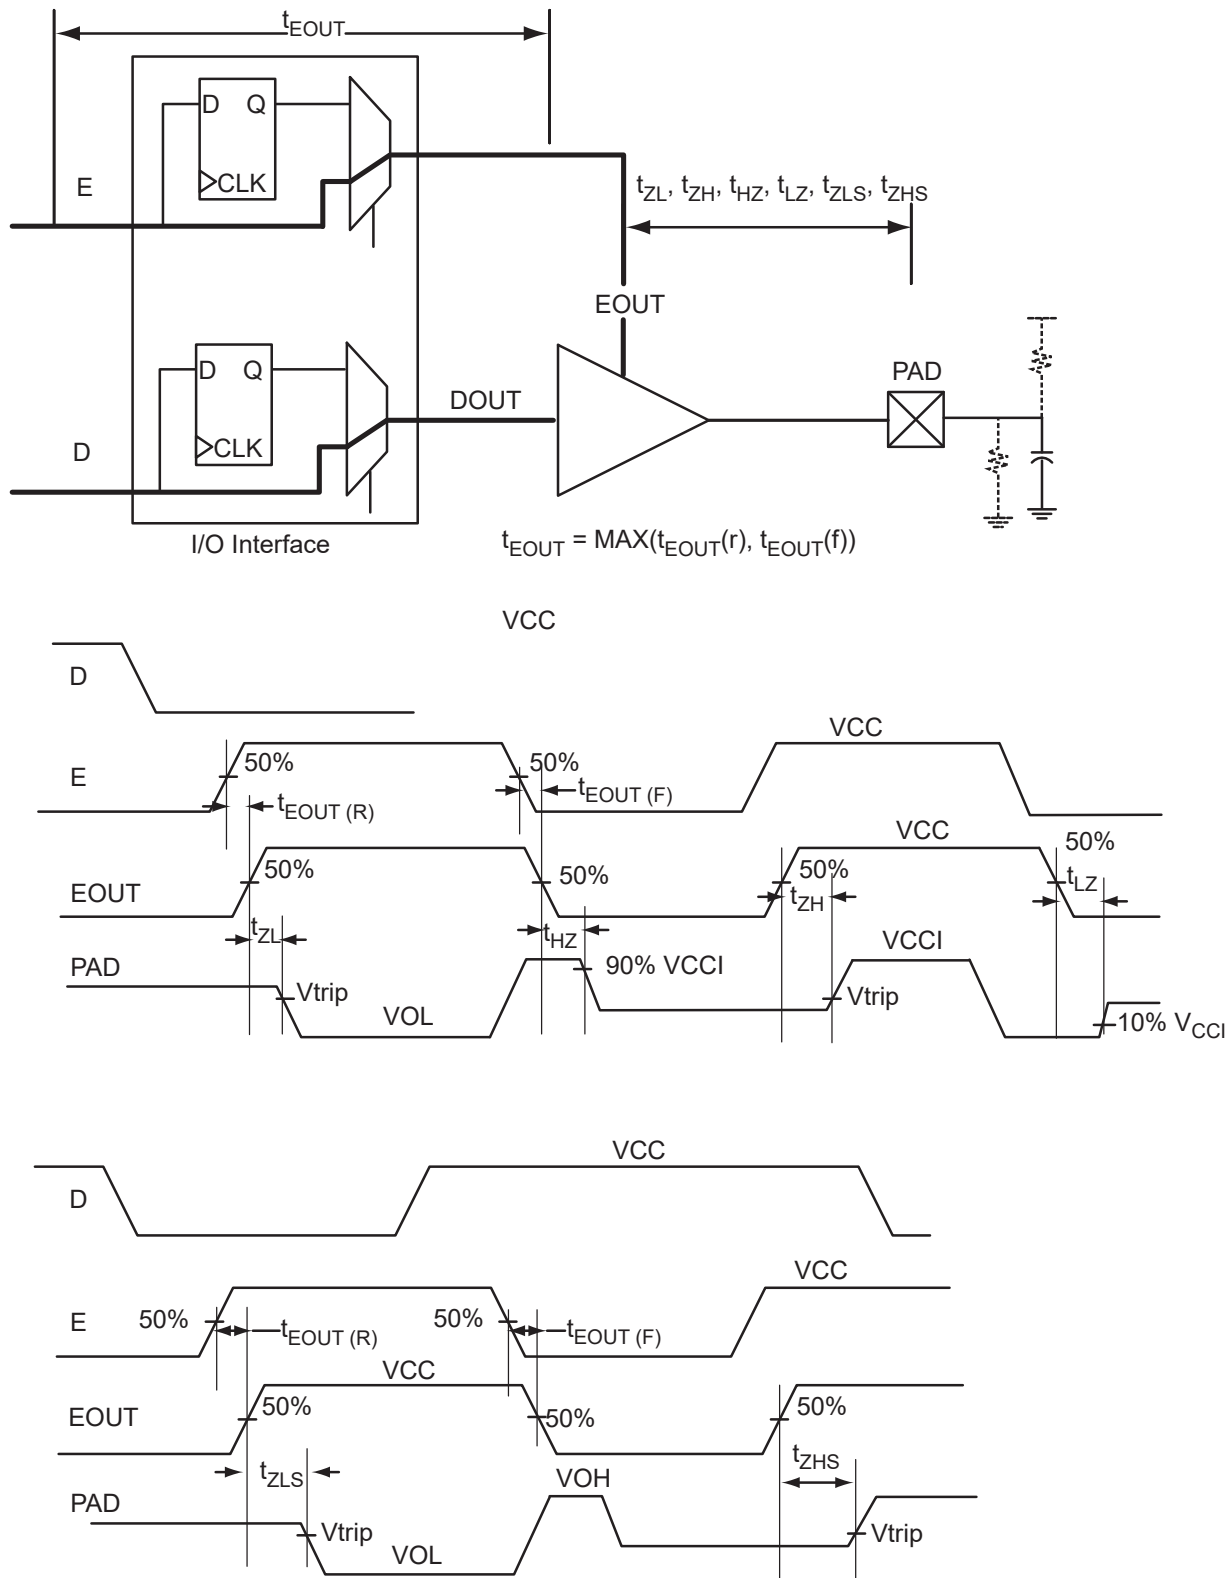 tEOUT
D Q
CLK
E
tZL, tZH, tHZ, tLZ, tZLS, tZHS
EOUT
D Q
CLK
D
DOUT
PAD
I/O Interface
tEOUT = MAX(tEOUT(r), tEOUT(f))
VCC
D
VCC
E
50%
50%
tEOUT (R)
tEOUT (F)
VCC
50%
EOUT
50%
50%
50%
tZL
tHZ
tZH
tLZ
PAD
VCCI
90% VCCI
Vtrip
Vtrip
VOL
10% VCCI
VCC
D
VCC
E
50%
50%
tEOUT (R)
tEOUT (F)
VCC
EOUT
50%
50%
50%
tZLS
tZHS
PAD
VOH
Vtrip
Vtrip
VOL